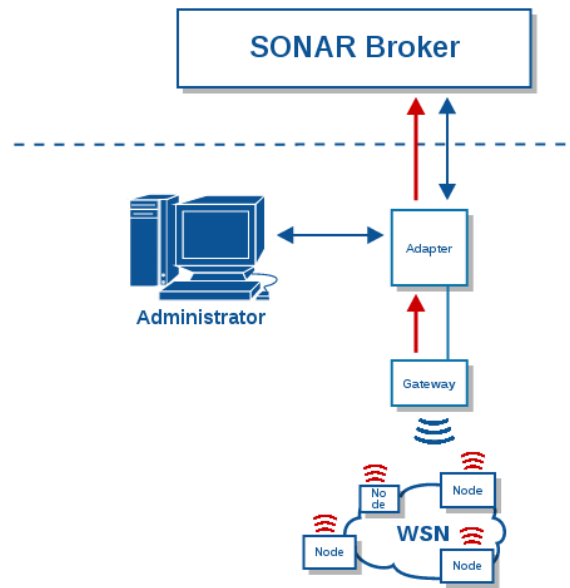 SONAR Broker
Adapter
Administrator
Gateway
No
de
Node
WSN
Node
Node